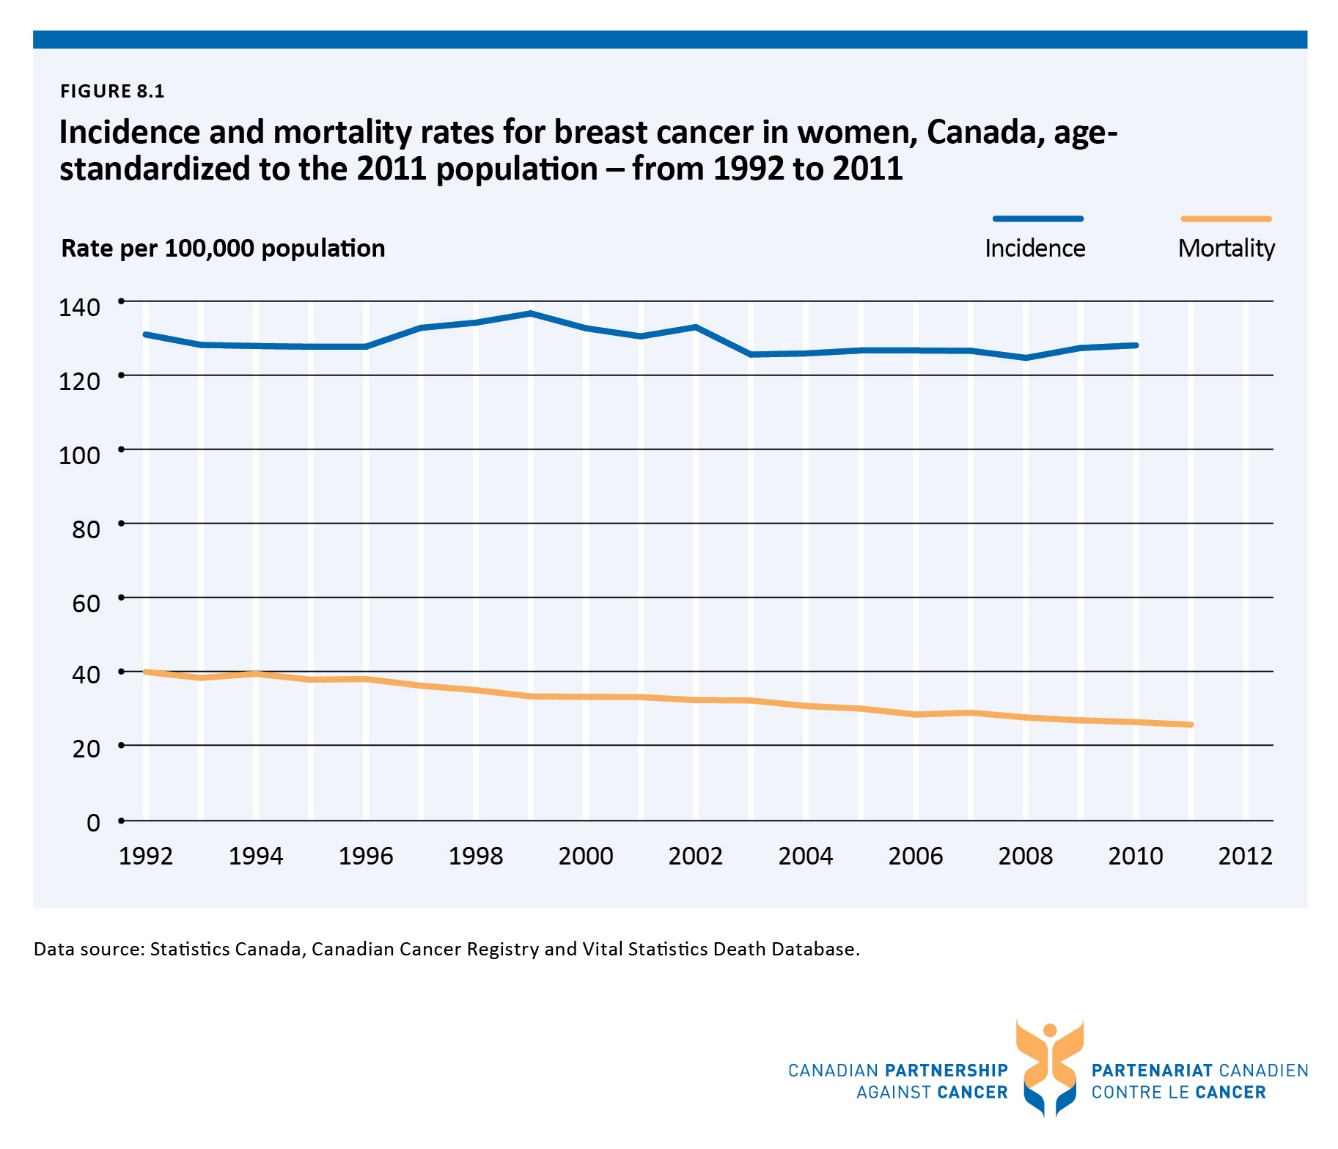 FIGURE 8.1
Incidence and mortality rates for breast cancer in women, Canada, age-
standardized to the 2011 population – from 1992 to 2011
Incidence
Mortality
Rate per 100,000 population
140
120
100
80
60
40
20
0
1992 1994 1996 1998 2000 2002 2004 2006 2008 2010 2012
Data source: Statistics Canada, Canadian Cancer Registry and Vital Statistics Death Database.
CANADIAN PARTNERSHIP
AGAINST CANCER
PARTENARIAT CANADIEN
CONTRE LE CANCER